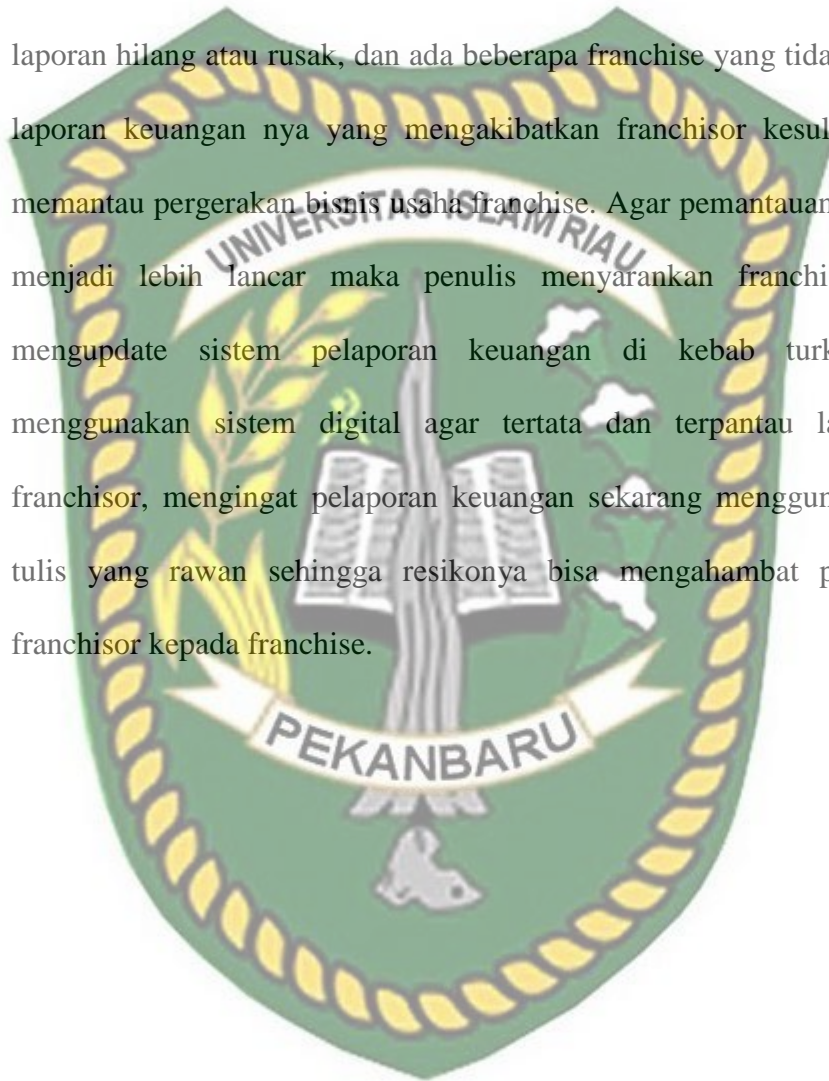 laporan hilang atau rusak, dan ada beberapa franchise yang tida
laporan keuangan nya yang mengakibatkan franchisor kesul
memantau pergerakan bisnis usaha franchise. Agar pemantauan
menjadi lebih lancar maka penulis menyarankan franchi
mengupdate sistem pelaporan keuangan di kebab turk
menggunakan sistem digital agar tertata dan terpantau la
franchisor, mengingat pelaporan keuangan sekarang menggun
tulis yang rawan sehingga resikonya bisa mengahambat p
franchisor kepada franchise.
UNIVERSITAS ISLAM RIAU
PEKANBARU